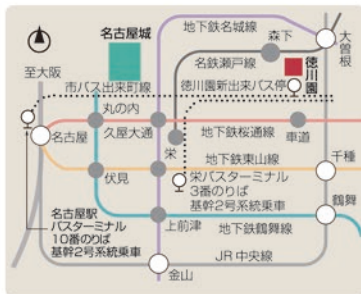 名古屋城
地下鉄名城線
森下
大曽根
名鉄瀬戸線
徳川園
至大阪
市バス出来町線
徳川園新出来バス停
丸の内
名古屋
久屋大通
栄
地下鉄桜通線
車道
地下鉄東山線
千種
伏見
栄バスターミナル
3番のりば
基幹2号系統乗車
名古屋駅
バスターミナル
10番のりば
基幹2号系統乗車
上前津
地下鉄鶴舞線
鶴舞
JR中央線
金山